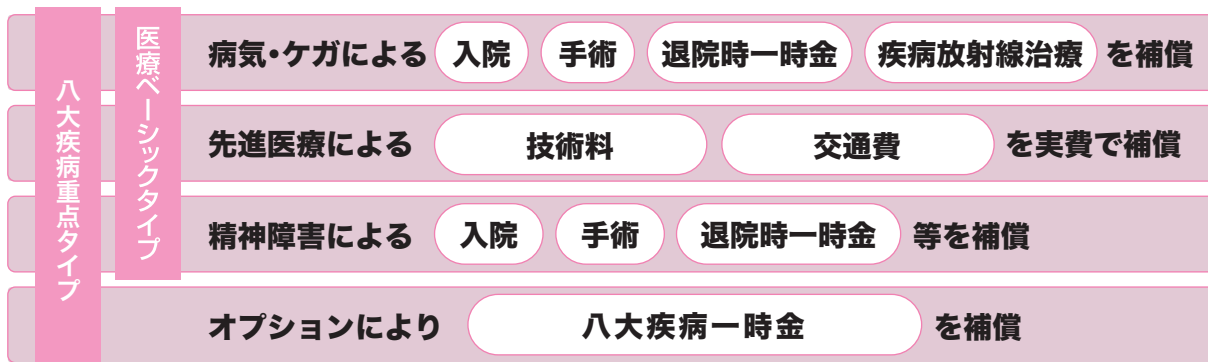 八大疾病重点タイプ
医療ベーシックタイプ
病気・ケガによる 入院 手術 退院時一時金 疾病放射線治療 を補償
先進医療による 技術料 交通費 を実費で補償
精神障害による 入院 手術 退院時一時金 等を補償
オプションにより 八大疾病一時金 を補償